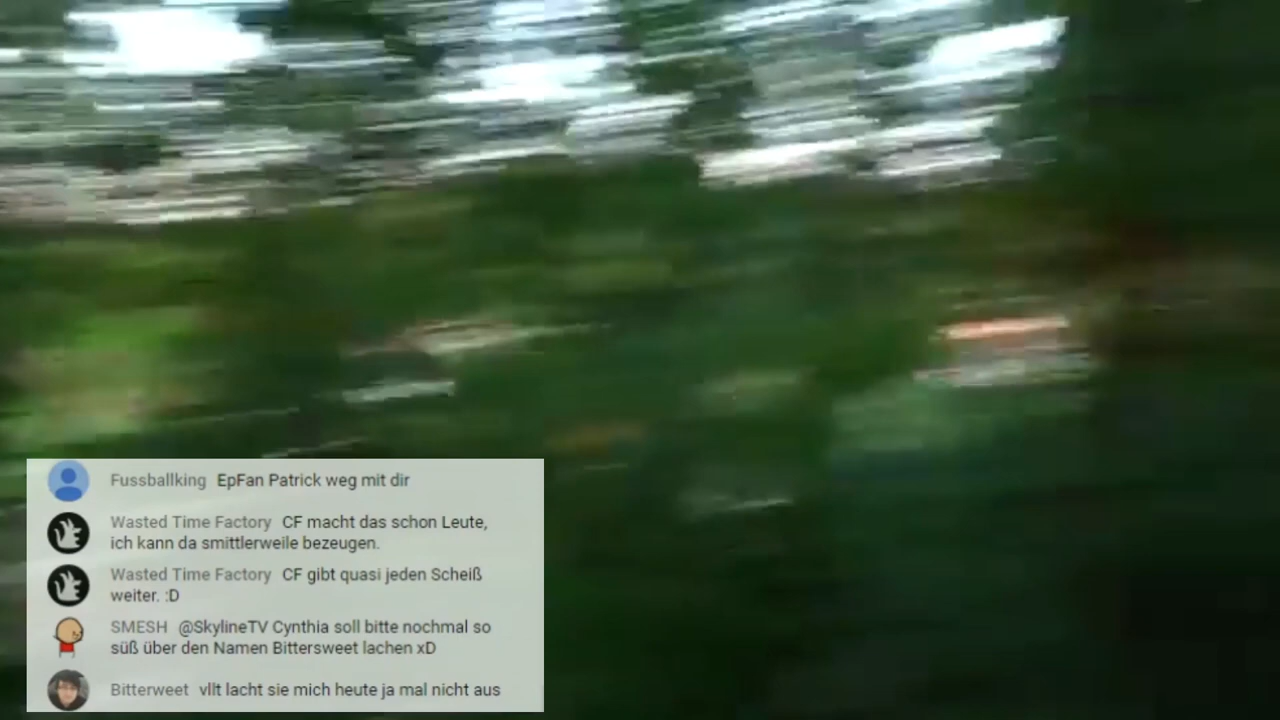 Fussballking EpFan Patrick weg mit dir
Wasted Time Factory CF macht das schon Leute,
ich kann da smittlerweile bezeugen.
Wasted Time Factory CF gibt quasi jeden Scheiß
weiter. :D
SMESH @SkylineTV Cynthia soll bitte nochmal so
süß über den Namen Bittersweet lachen xD
Bitterweet vllt lacht sie mich heute ja mal nicht aus